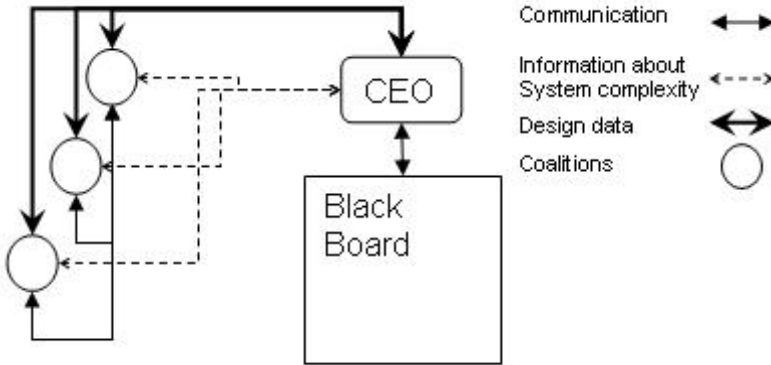 Communication
Information about
System complexity
Design data
Coalitions
CEO
Black
Board